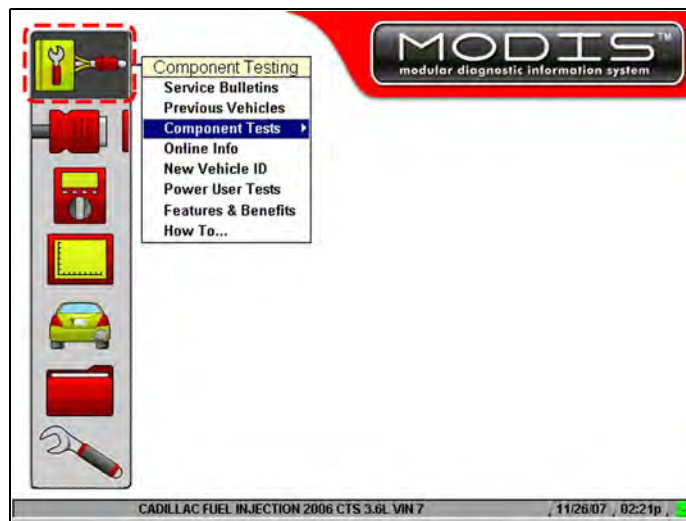 MODIS™
modular diagnostic information system
Component Testing
Service Bulletins
Previous Vehicles
Component Tests
Online Info
New Vehicle ID
Power User Tests
Features & Benefits
How To...
CADILLAC FUEL INJECTION 2006 CTS 3.6L VIN 7 , 11/26/07 , 02:21p ,